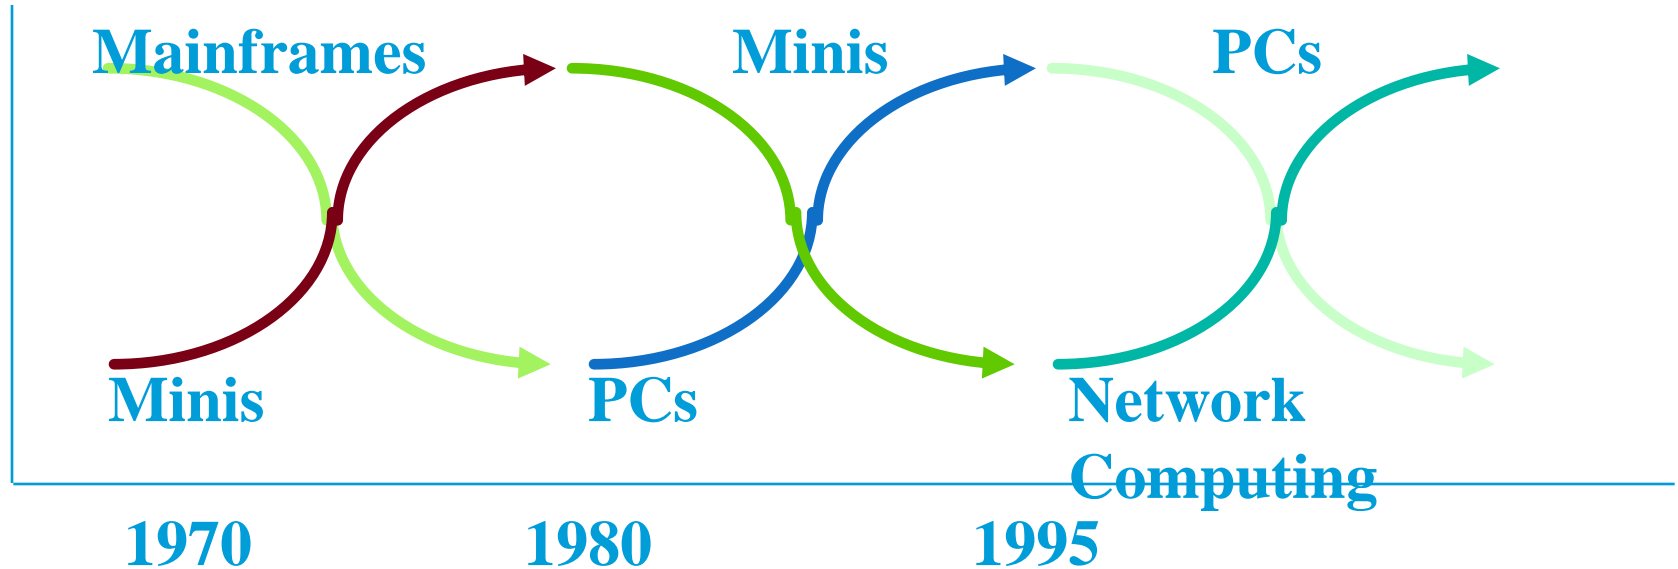 Mainframes
Minis
PCs
Minis
PCs
Network
Computing
1970
1980
1995